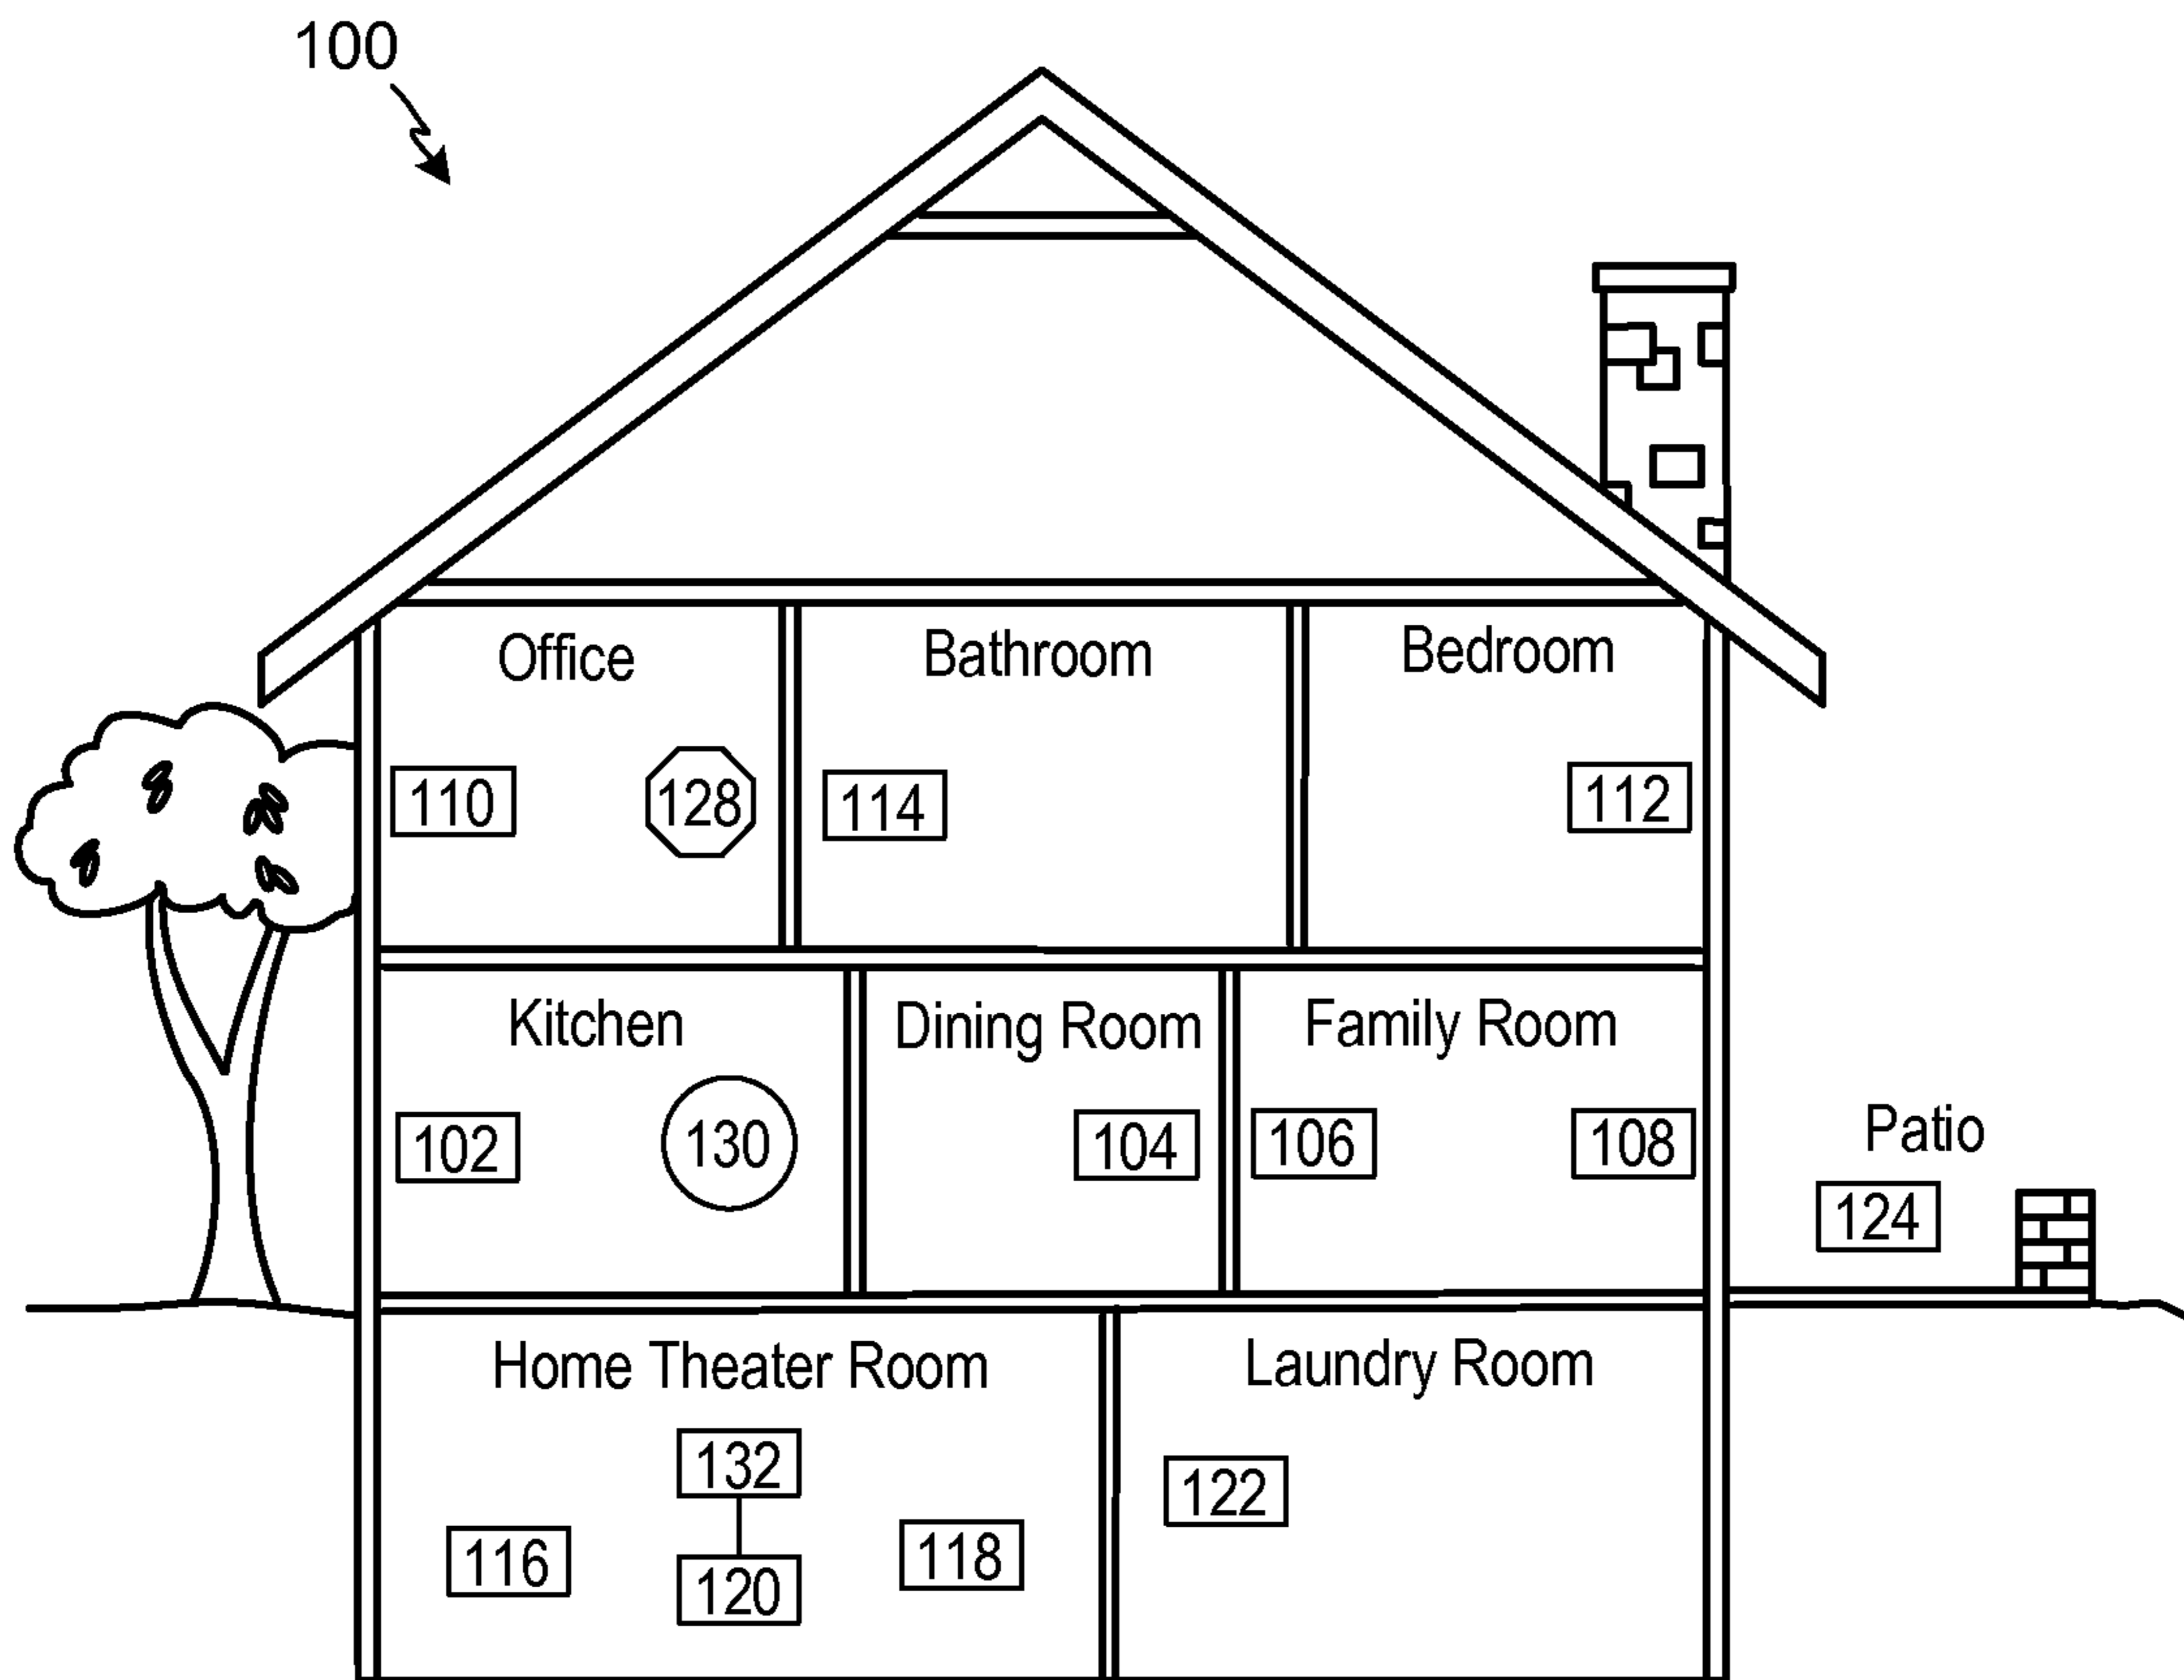 100
Office
Bathroom
Bedroom
110
128
114
112
Kitchen
Dining Room
Family Room
102
130
104
106
108
Patio
124
Home Theater Room
Laundry Room
132
116
120
118
122